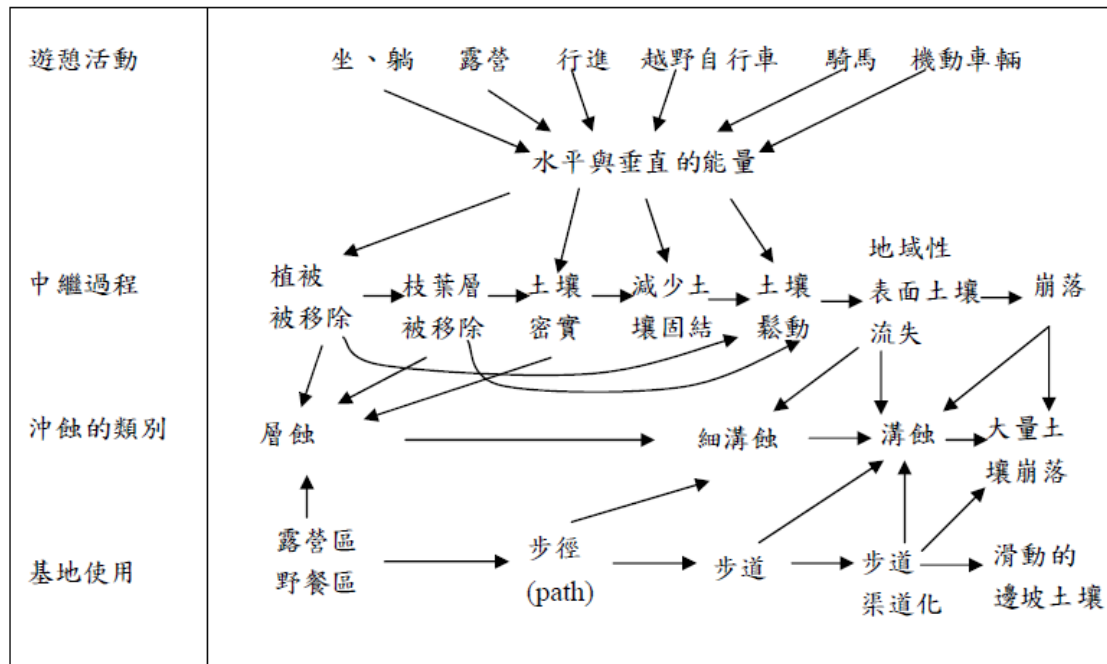 遊憩活動
坐、躺 露營 行進 越野自行車 騎馬 機動車輛
水平與垂直的能量
中繼過程
植被
被移除
枝葉層
被移除
土壤
密實
減少土
壤固結
土壤
鬆動
地域性
表面土壤
流失
崩落
沖蝕的類別
層蝕
細溝蝕
溝蝕
大量土
壤崩落
基地使用
露營區
野餐區
步徑
(path)
步道
步道
渠道化
滑動的
邊坡土壤